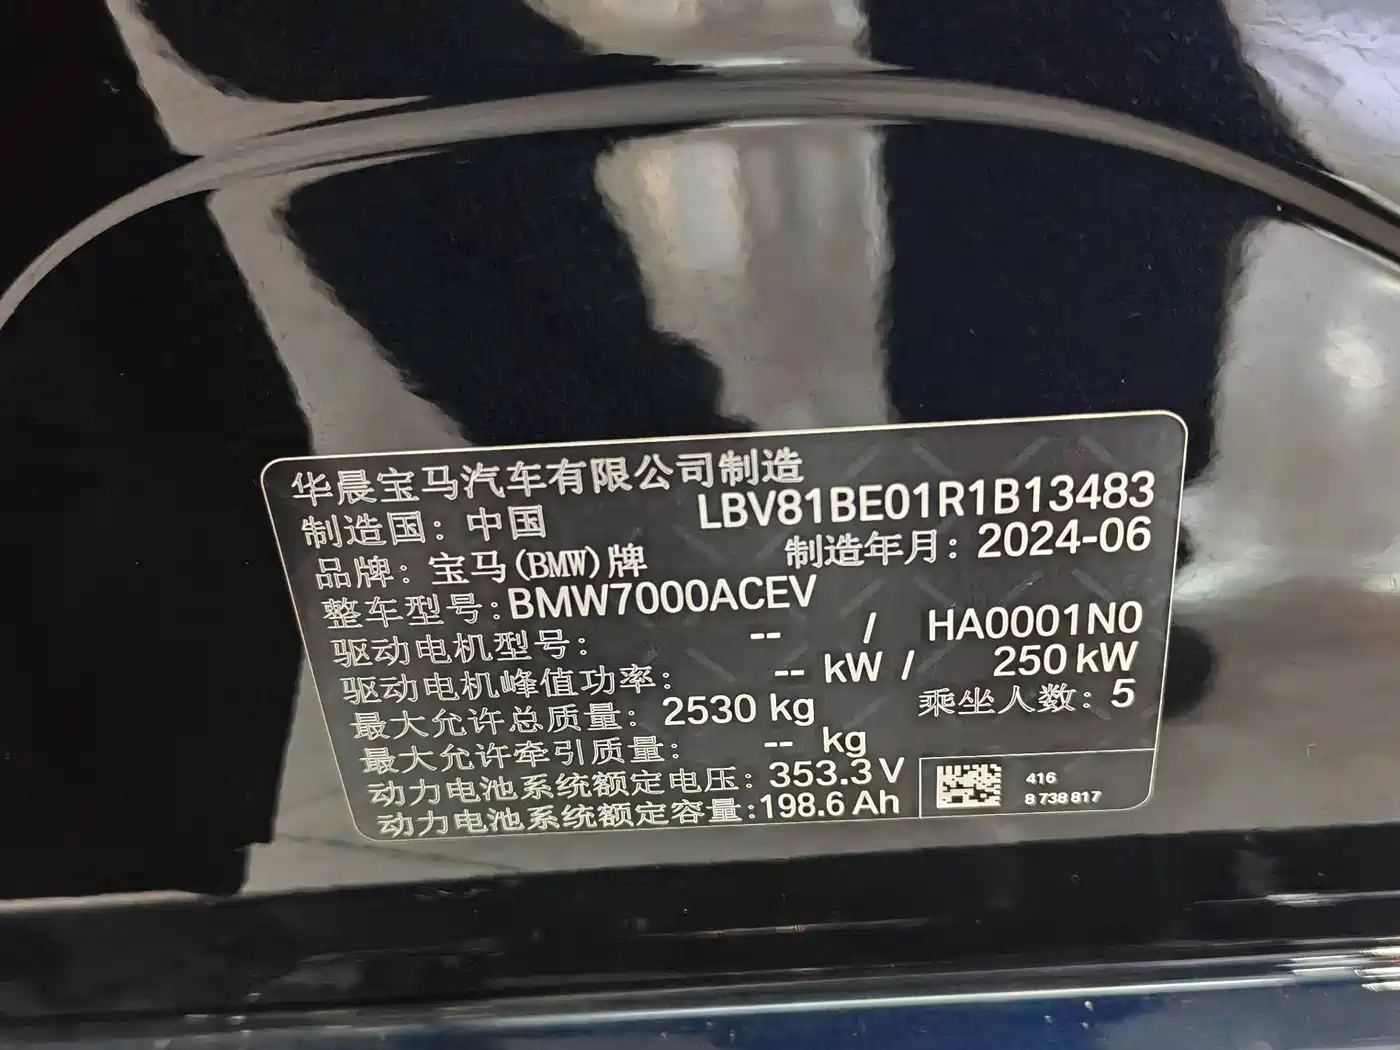 华晨宝马汽车有限公司制造
LBV81BE01R1B13483
制造国：中国
制造年月：2024-06
品牌：宝马(BMW)牌
整车型号:BMW7000ACEV
驱动电机型号： -- / HA0001N0
驱动电机峰值功率： -- kW / 250 kW
最大允许总质量： 2530 kg 乘坐人数：5
最大允许牵引质量： -- kg
动力电池系统额定电压：353.3 V
动力电池系统额定容量:198.6 Ah
416
8 738 817